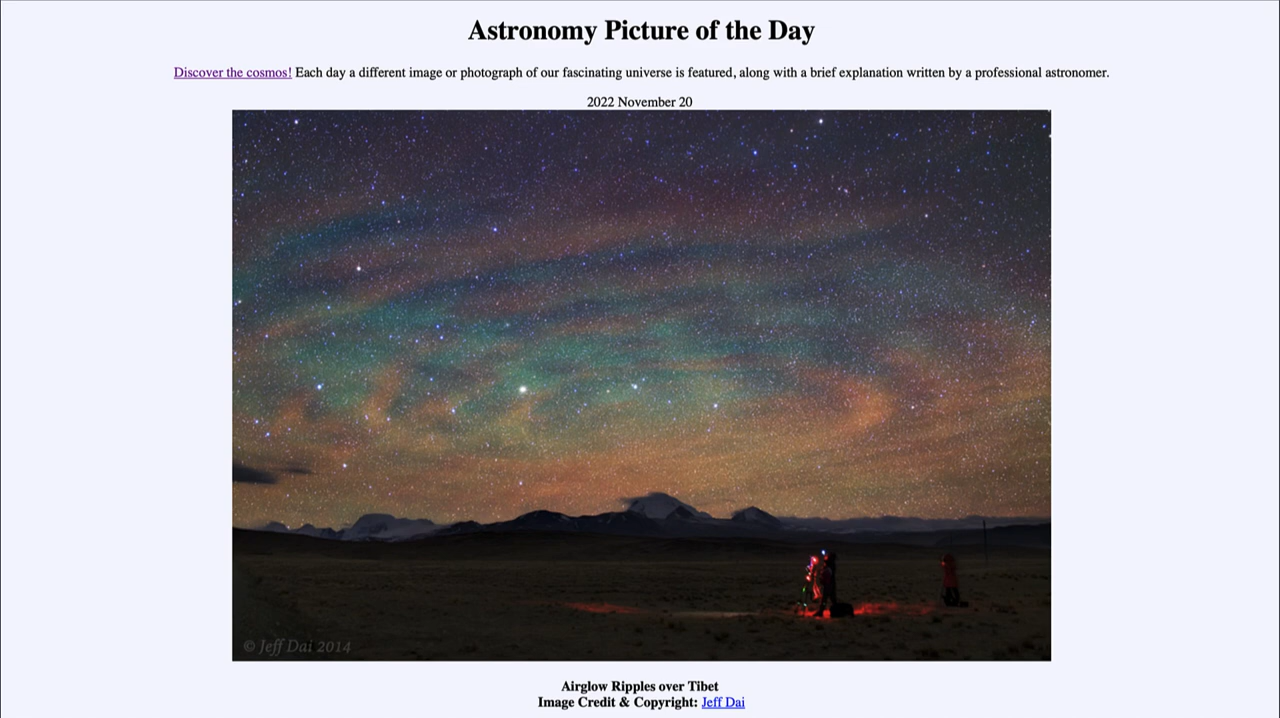 Astronomy Picture of the Day
Discover the cosmos! Each day a different image or photograph of our fascinating universe is featured, along with a brief explanation written by a professional astronomer.
2022 November 20
© Jeff Dai 2014
Airglow Ripples over Tibet
Image Credit & Copyright: Jeff Dai